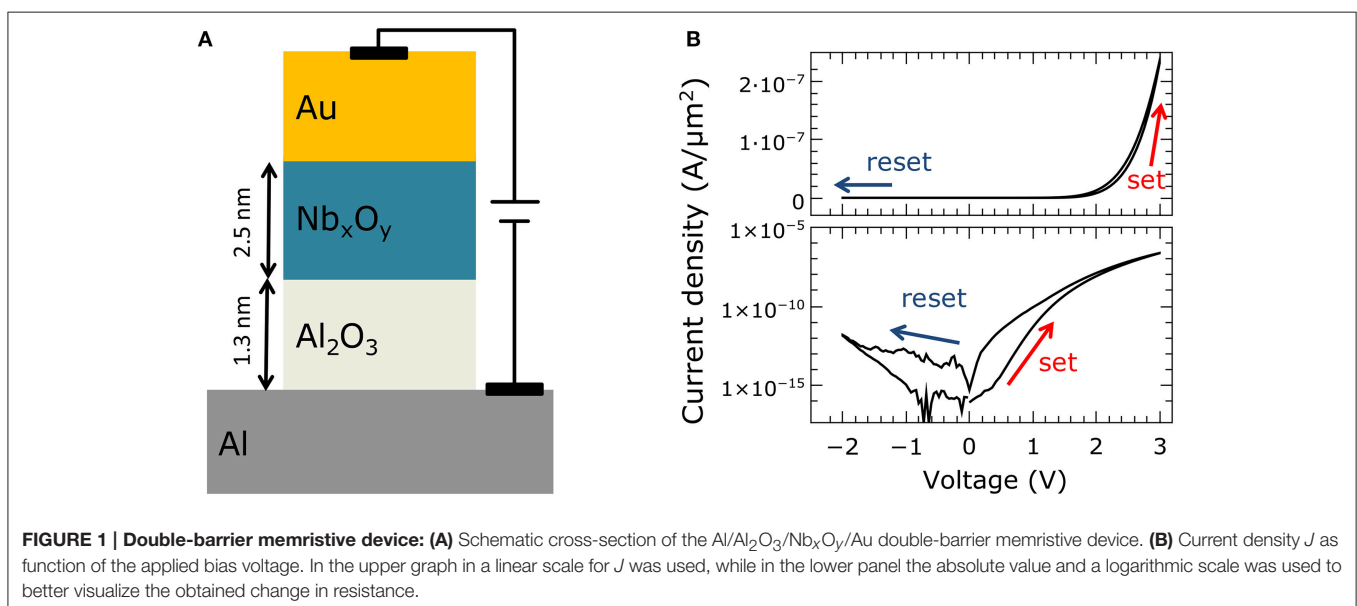 A
Au
2.5 nm
NbₓOᵧ
1.3 nm
Al₂O₃
Al
B
Current density (A/μm²)
2·10⁻⁷
1·10⁻⁷
0
reset
set
1×10⁻⁵
1×10⁻¹⁰
1×10⁻¹⁵
reset
set
−2 −1 0 1 2 3
Voltage (V)
FIGURE 1 | Double-barrier memristive device: (A) Schematic cross-section of the Al/Al₂O₃/NbₓOᵧ/Au double-barrier memristive device. (B) Current density J as
function of the applied bias voltage. In the upper graph in a linear scale for J was used, while in the lower panel the absolute value and a logarithmic scale was used to
better visualize the obtained change in resistance.